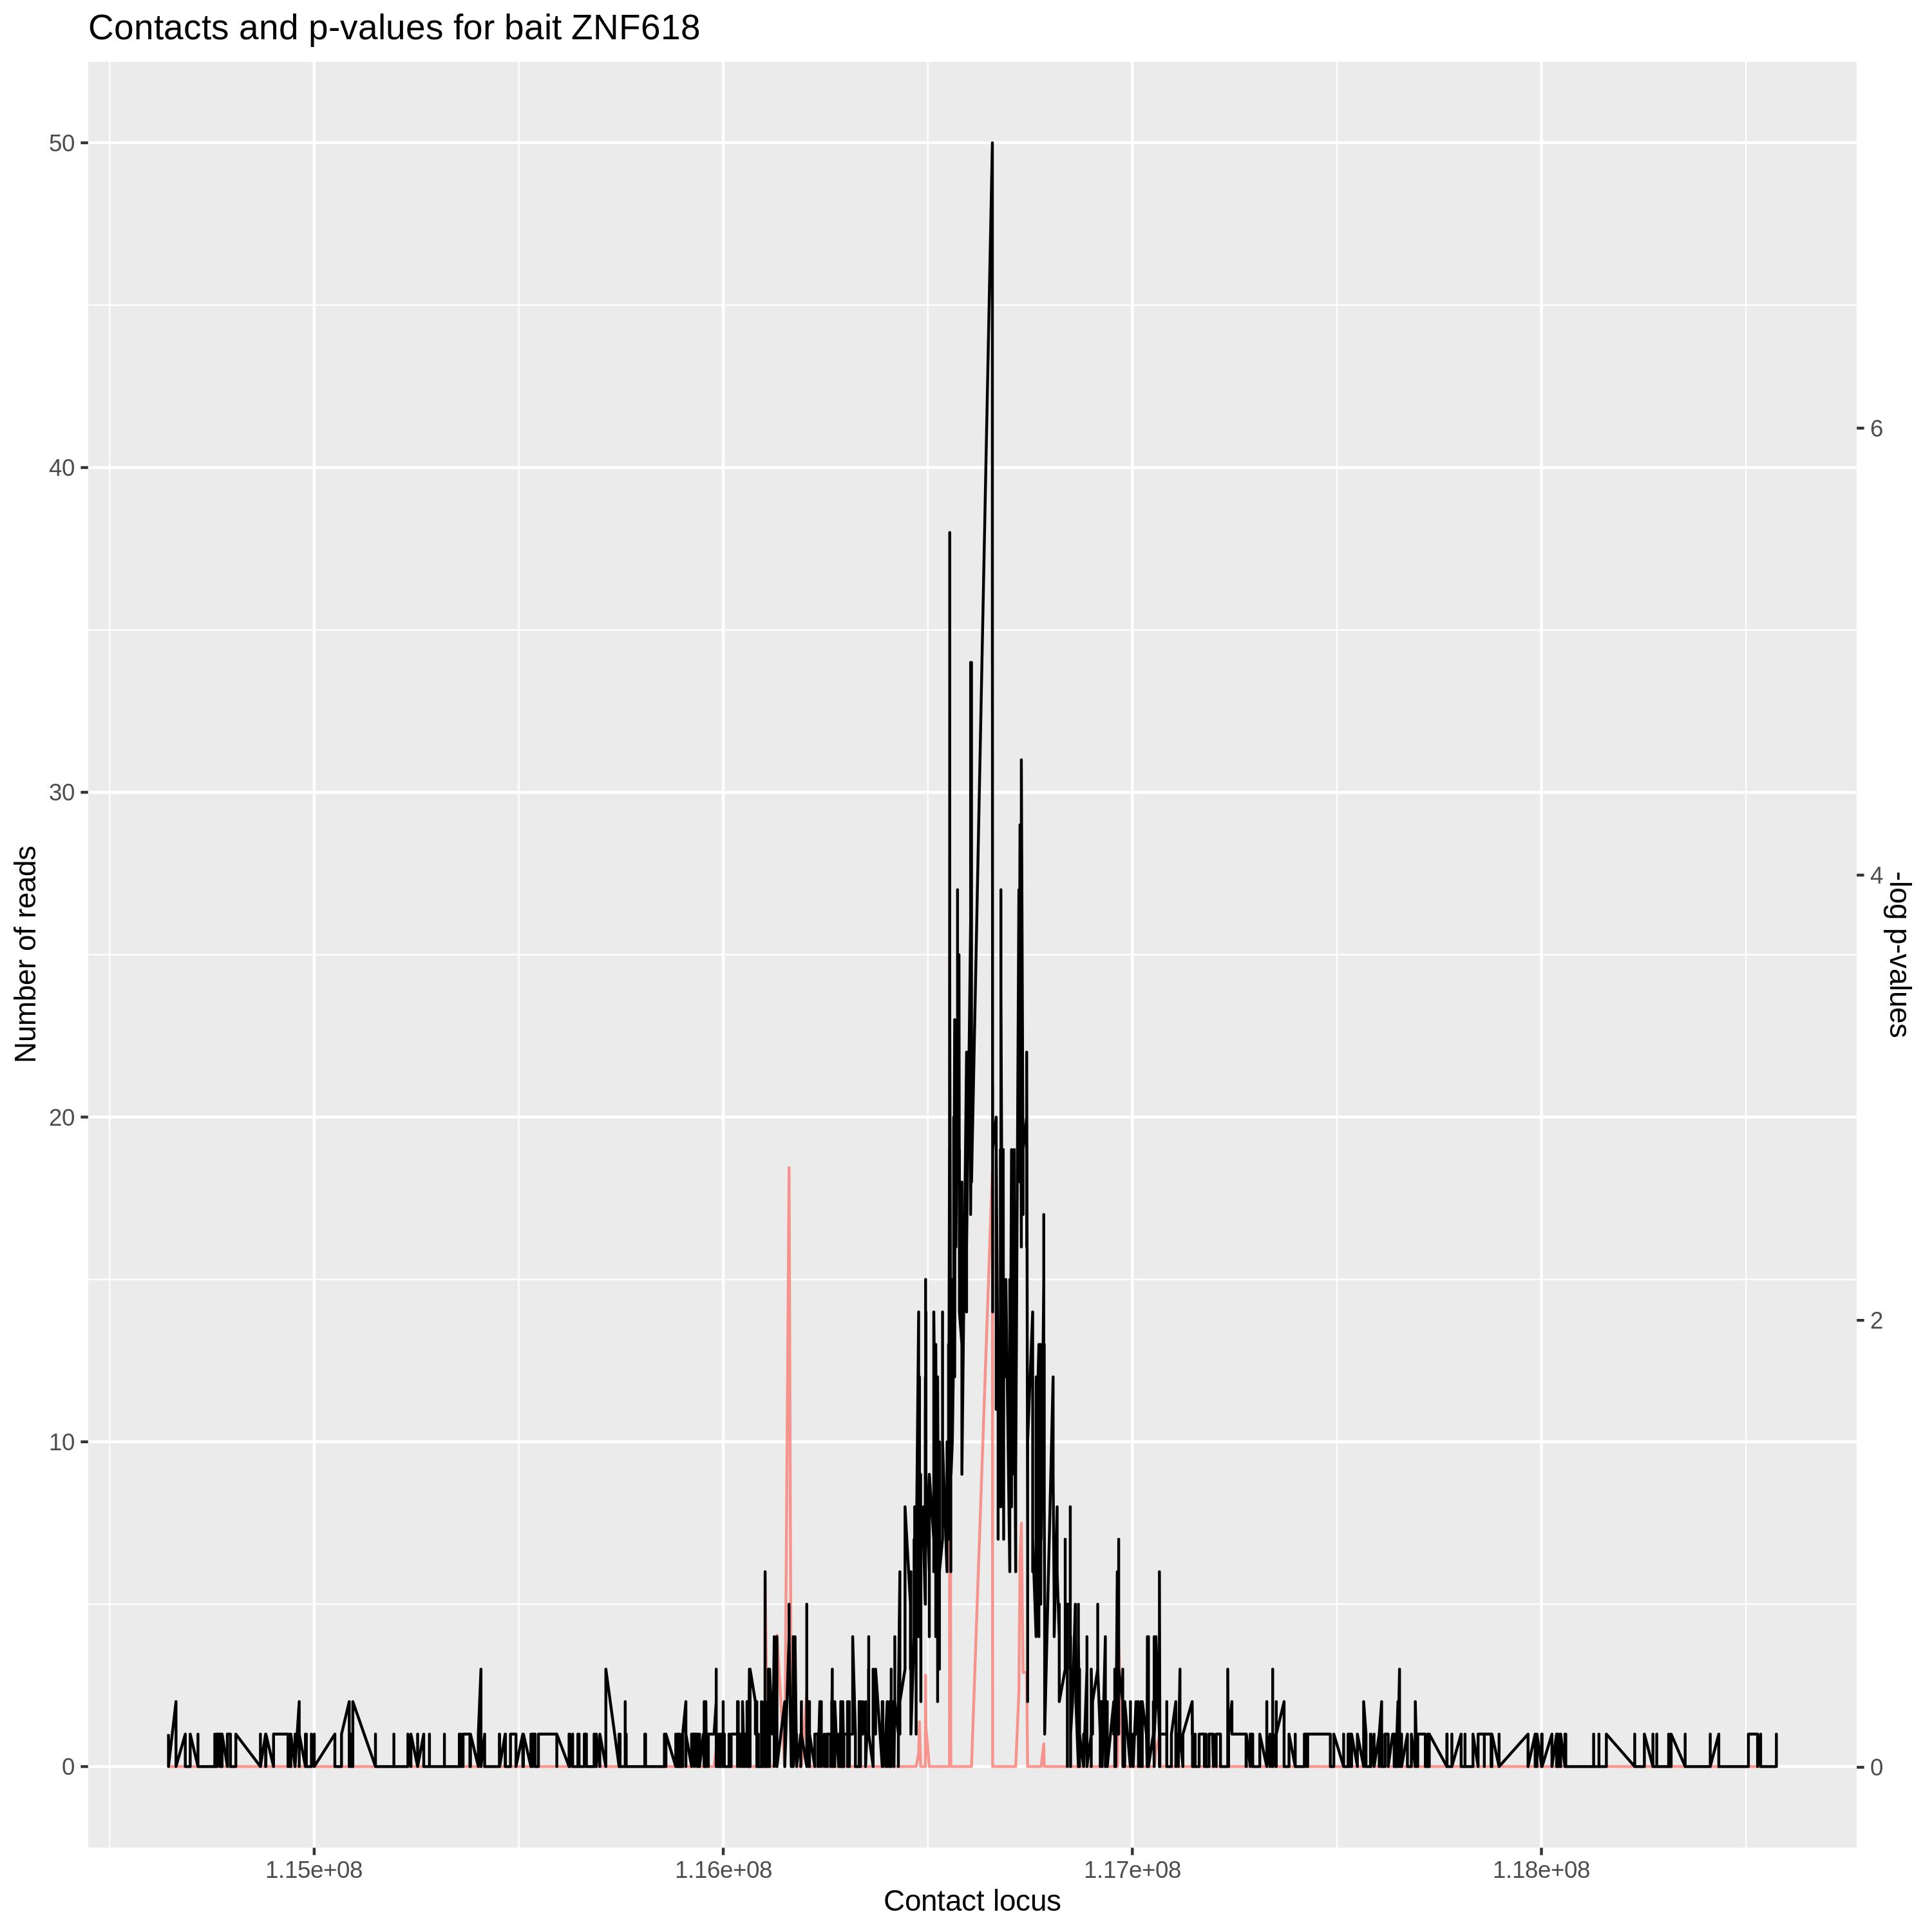 Contacts and p-values for bait ZNF618
50
40
30
20
10
0
Number of reads
6
4
2
0
-log p-values
1.15e+08
1.16e+08
1.17e+08
1.18e+08
Contact locus